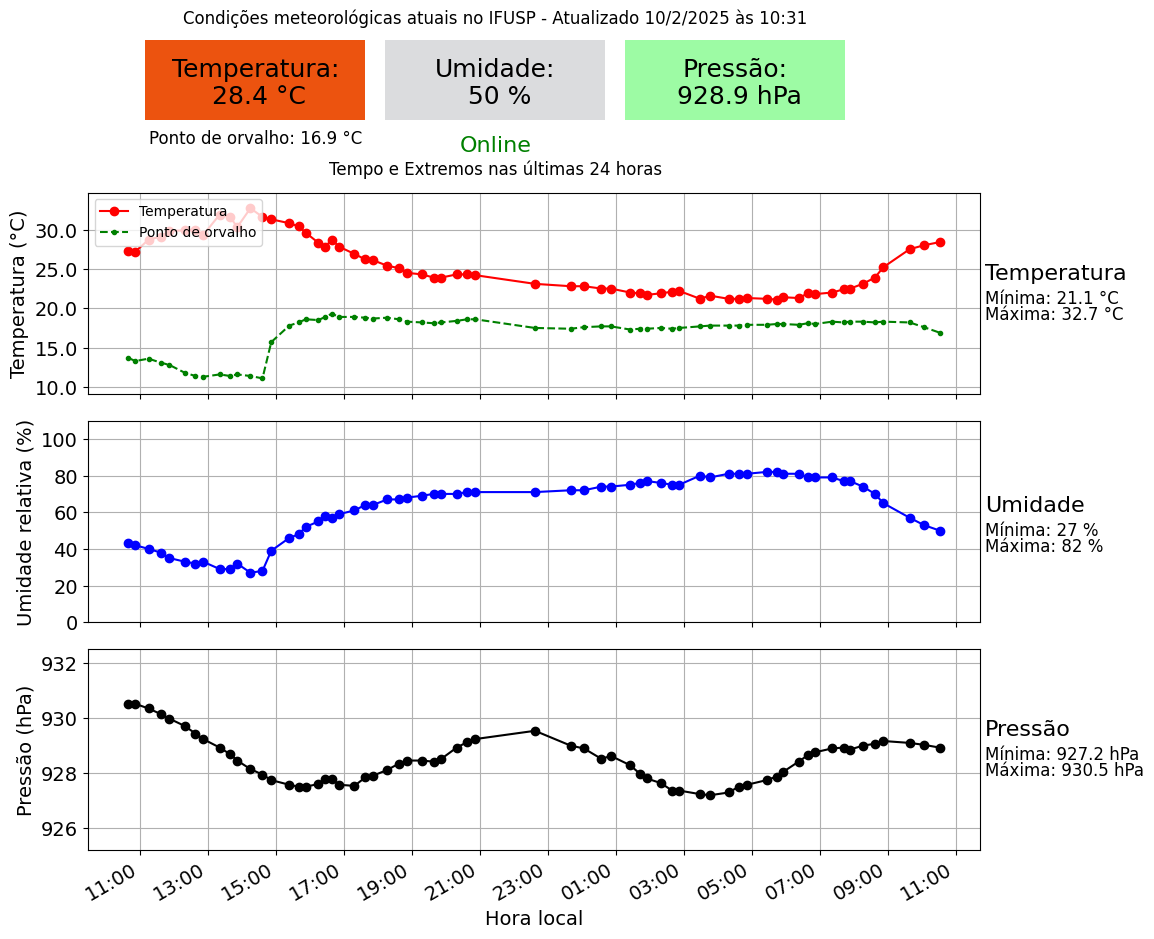 Condições meteorológicas atuais no IFUSP - Atualizado 10/2/2025 às 10:31
Temperatura:
28.4 °C
Umidade:
50 %
Pressão:
928.9 hPa
Ponto de orvalho: 16.9 °C
Online
Tempo e Extremos nas últimas 24 horas
Temperatura (°C)
30.0
25.0
20.0
15.0
10.0
Temperatura
Ponto de orvalho
Temperatura
Mínima: 21.1 °C
Máxima: 32.7 °C
Umidade relativa (%)
100
80
60
40
20
0
Umidade
Mínima: 27 %
Máxima: 82 %
Pressão (hPa)
932
930
928
926
Pressão
Mínima: 927.2 hPa
Máxima: 930.5 hPa
11:00
13:00
15:00
17:00
19:00
21:00
23:00
01:00
03:00
05:00
07:00
09:00
11:00
Hora local